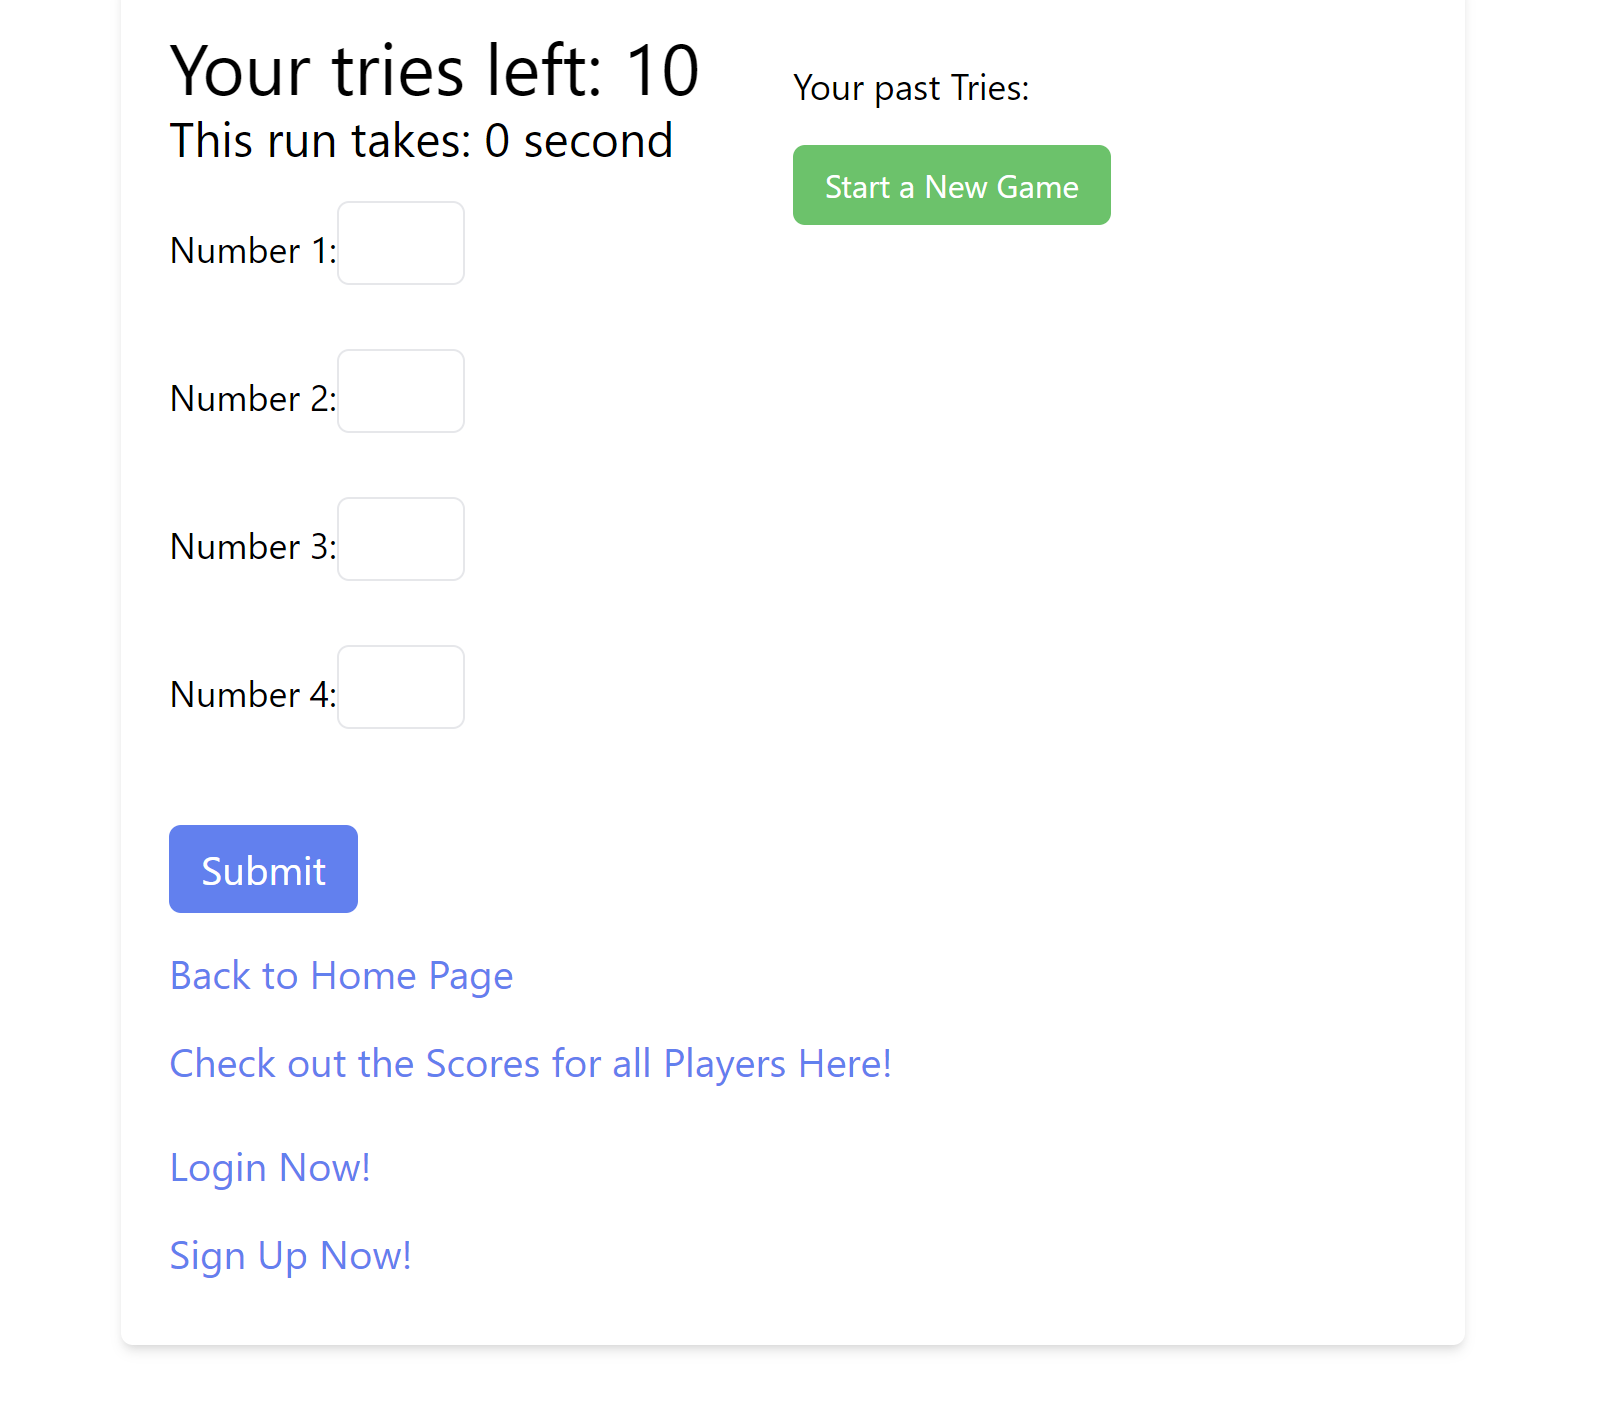 Your tries left: 10
This run takes: 0 second
Number 1:
Number 2:
Number 3:
Number 4:
Submit
Back to Home Page
Check out the Scores for all Players Here!
Login Now!
Sign Up Now!
Your past Tries:
Start a New Game